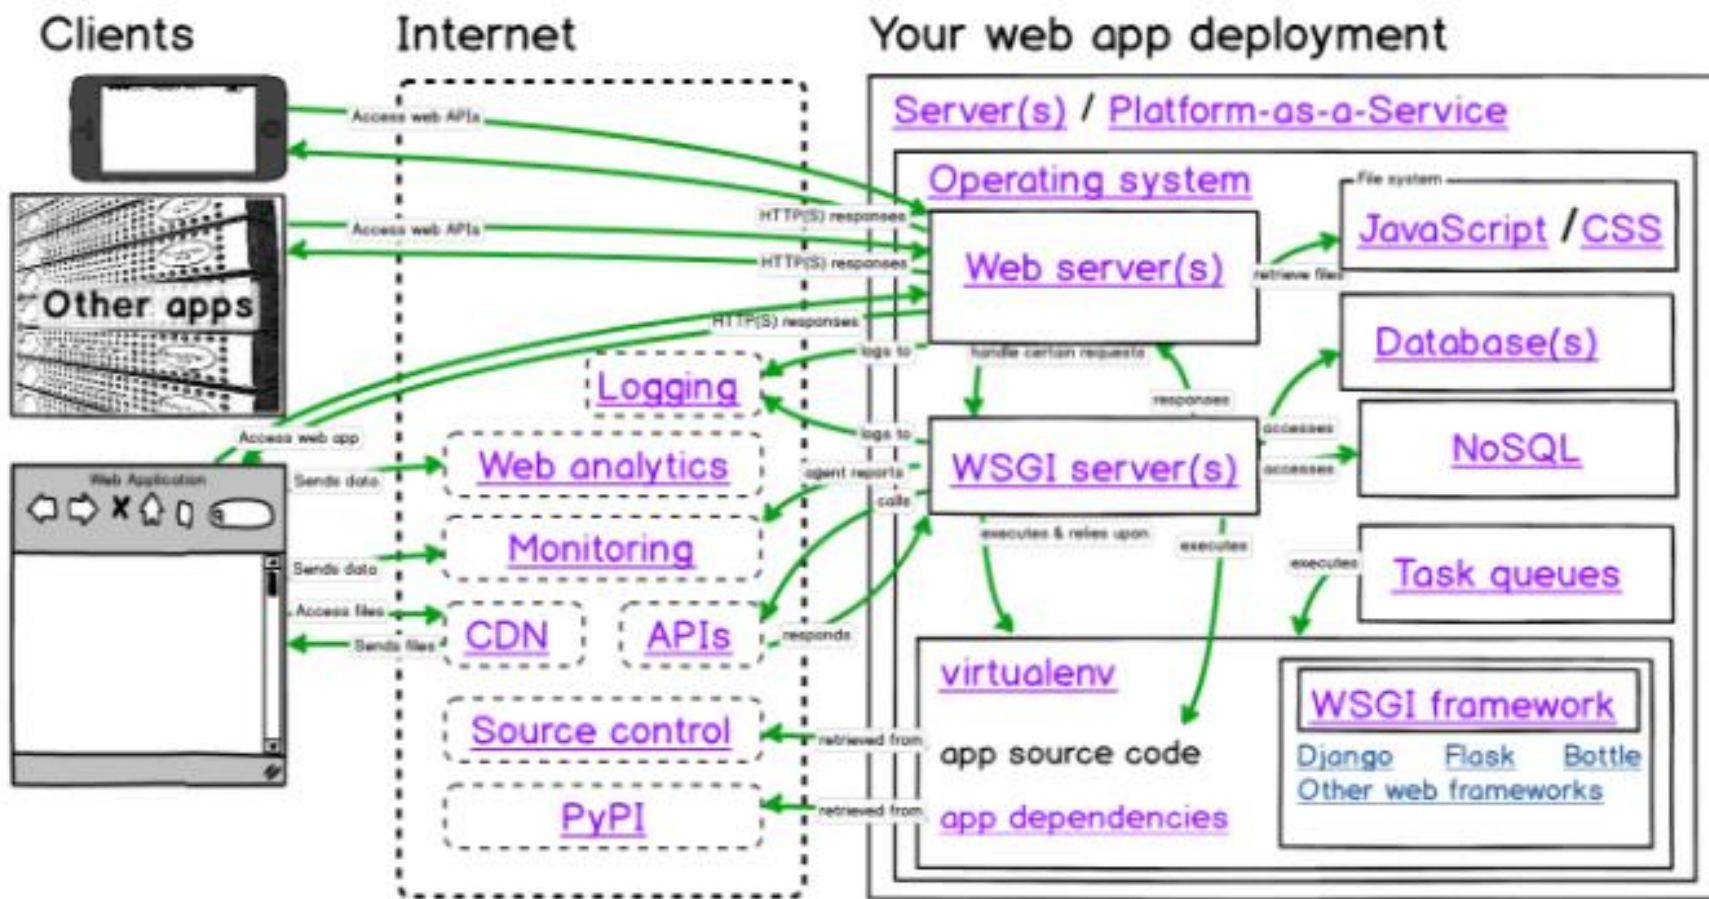 Clients
Internet
Your web app deployment
Server(s) / Platform-as-a-Service
Access web APIs
Operating system
File system
JavaScript / CSS
HTTP(S) responses
Access web APIs
Web server(s)
HTTP(S) responses
retrieve files
Other apps
HTTP(S) responses
logs to
handle certain requests
Database(s)
Logging
responses
Access web app
logs to
accesses
NoSQL
Web analytics
WSGI server(s)
accesses
Web Application
Sends data
agent reports
calls
executes & relies upon
executes
Monitoring
Sends data
executes
Task queues
Access files
CDN
APIs
responds
Sends files
virtualenv
WSGI framework
Source control
retrieved from
app source code
Django Flask Bottle
Other web frameworks
PyPI
retrieved from
app dependencies